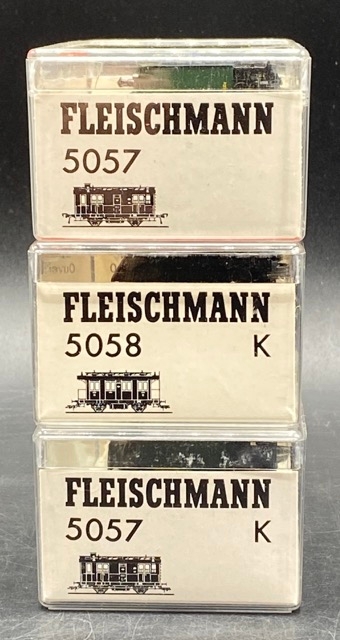 FLEISCHMANN
5057
FLEISCHMANN
5058 K
FLEISCHMANN
5057 K